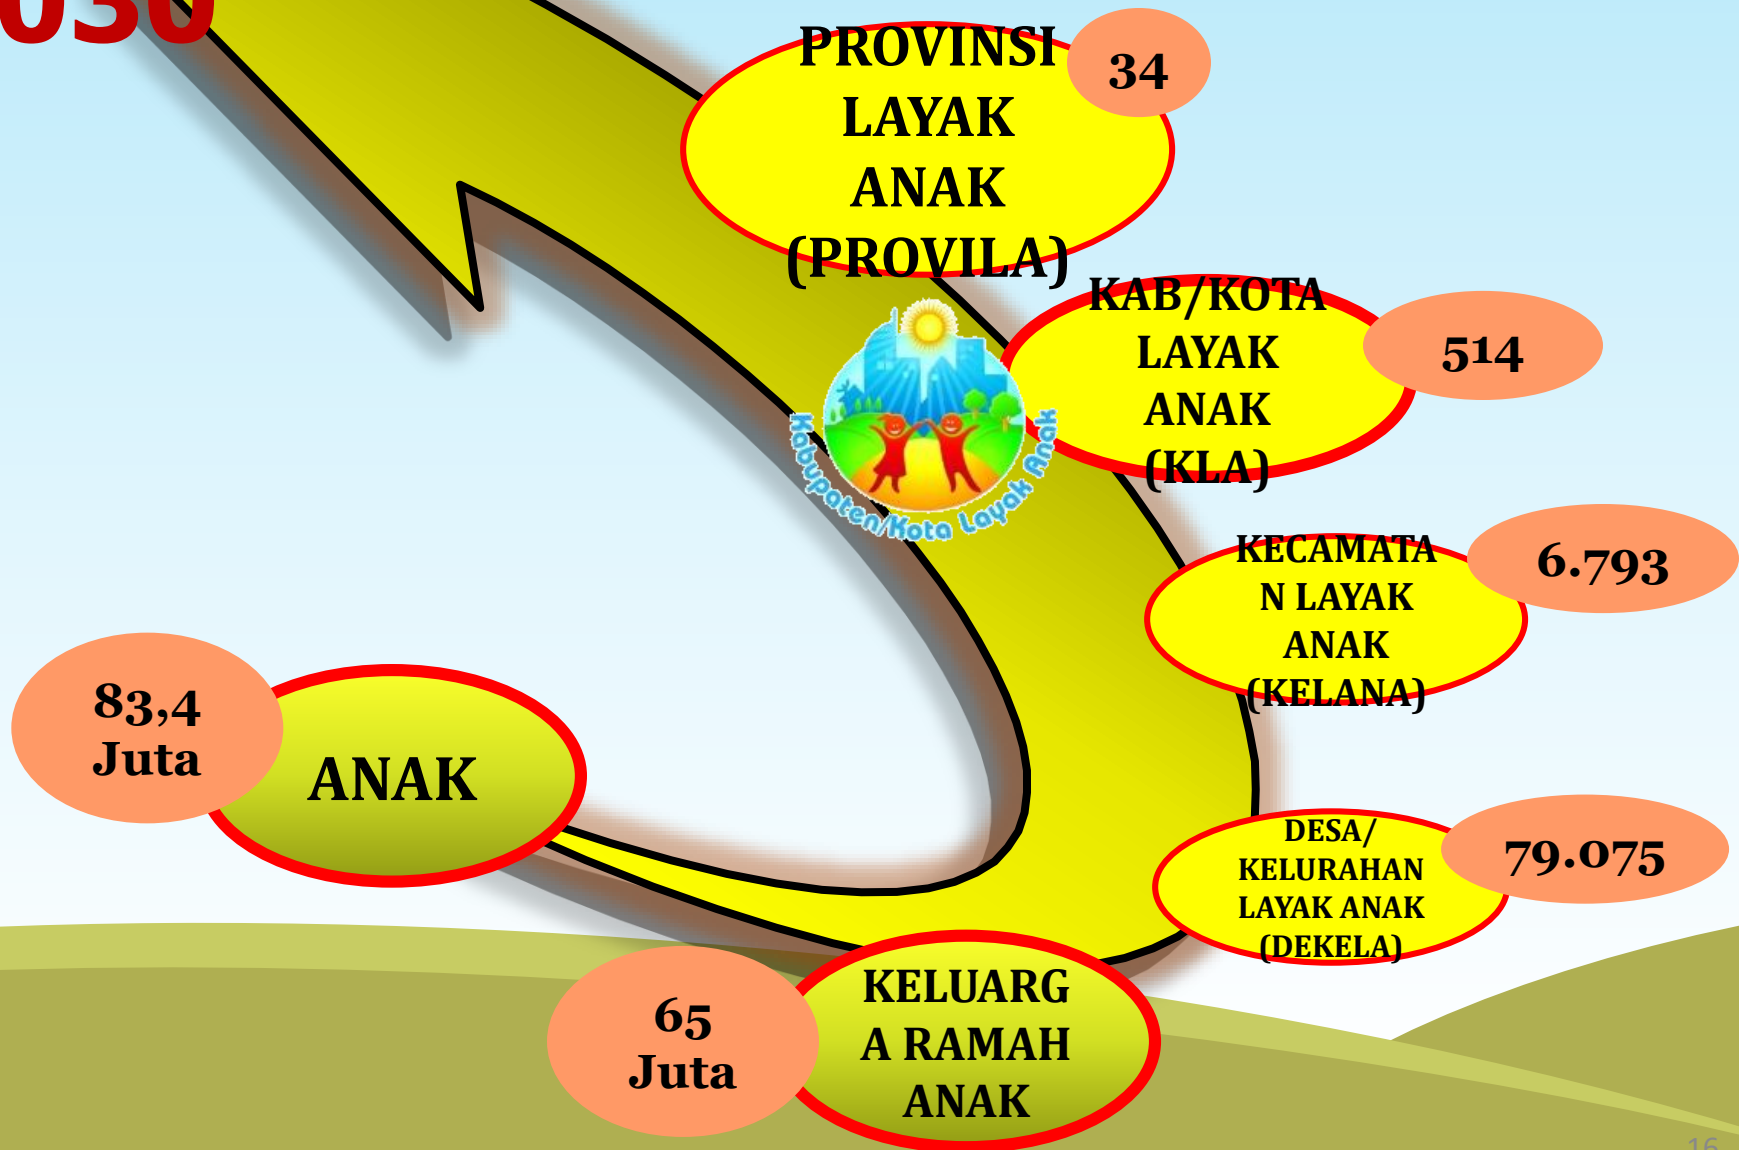 030
PROVINSI
LAYAK
ANAK
(PROVILA)
34
KAB/KOTA
LAYAK
ANAK
(KLA)
514
Kabupaten/Kota Layak Anak
KECAMATA
N LAYAK
ANAK
(KELANA)
6.793
83,4
Juta
ANAK
DESA/
KELURAHAN
LAYAK ANAK
(DEKELA)
79.075
65
Juta
KELUARG
A RAMAH
ANAK
16